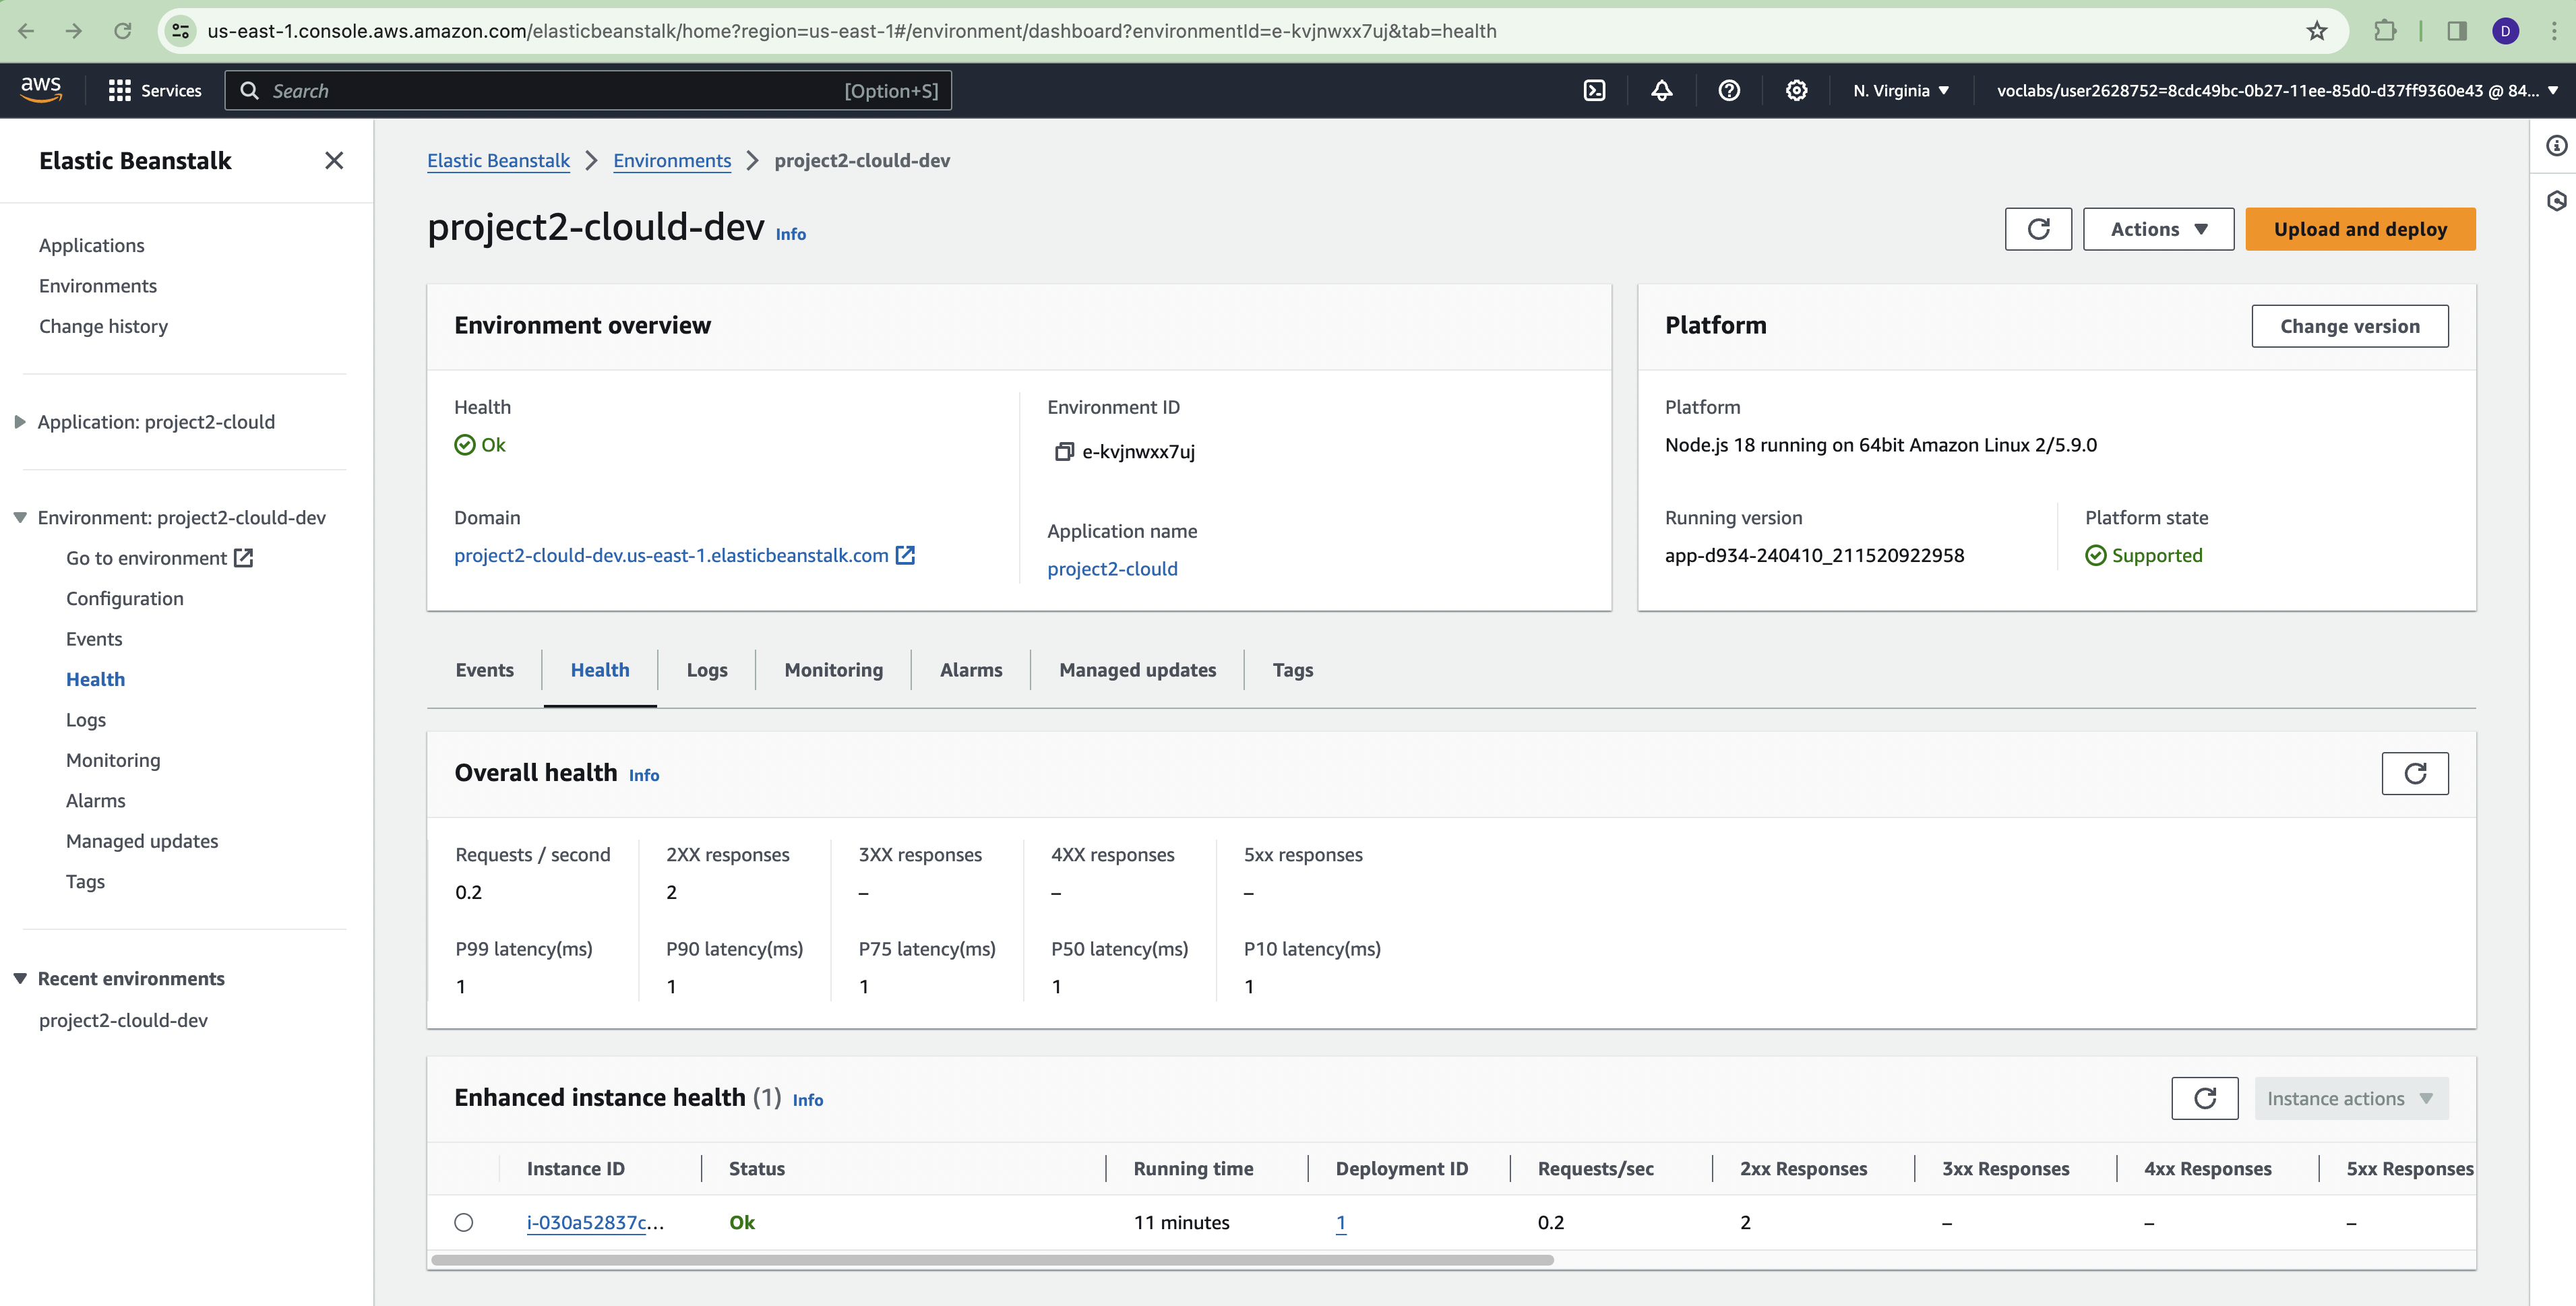 us-east-1.console.aws.amazon.com/elasticbeanstalk/home?region=us-east-1#/environment/dashboard?environmentId=e-kvjnwxx7uj&tab=health
D
aws
Services
Search
[Option+S]
N. Virginia
voclabs/user2628752=8cdc49bc-0b27-11ee-85d0-d37ff9360e43 @ 84...
Elastic Beanstalk
Applications
Environments
Change history
Application: project2-clould
Environment: project2-clould-dev
Go to environment
Configuration
Events
Health
Logs
Monitoring
Alarms
Managed updates
Tags
Recent environments
project2-clould-dev
Elastic Beanstalk
Environments
project2-clould-dev
project2-clould-dev Info
Actions
Upload and deploy
Environment overview
Health
Ok
Domain
project2-clould-dev.us-east-1.elasticbeanstalk.com
Environment ID
e-kvjnwxx7uj
Application name
project2-clould
Platform
Change version
Platform
Node.js 18 running on 64bit Amazon Linux 2/5.9.0
Running version
app-d934-240410_211520922958
Platform state
Supported
Events Health Logs Monitoring Alarms Managed updates Tags
Overall health Info
Requests / second 2XX responses 3XX responses 4XX responses 5xx responses
0.2 2 – – –
P99 latency(ms) P90 latency(ms) P75 latency(ms) P50 latency(ms) P10 latency(ms)
1 1 1 1 1
Enhanced instance health (1) Info
Instance actions
Instance ID Status Running time Deployment ID Requests/sec 2xx Responses 3xx Responses 4xx Responses 5xx Responses
i-030a52837c... Ok 11 minutes 1 0.2 2 – – –